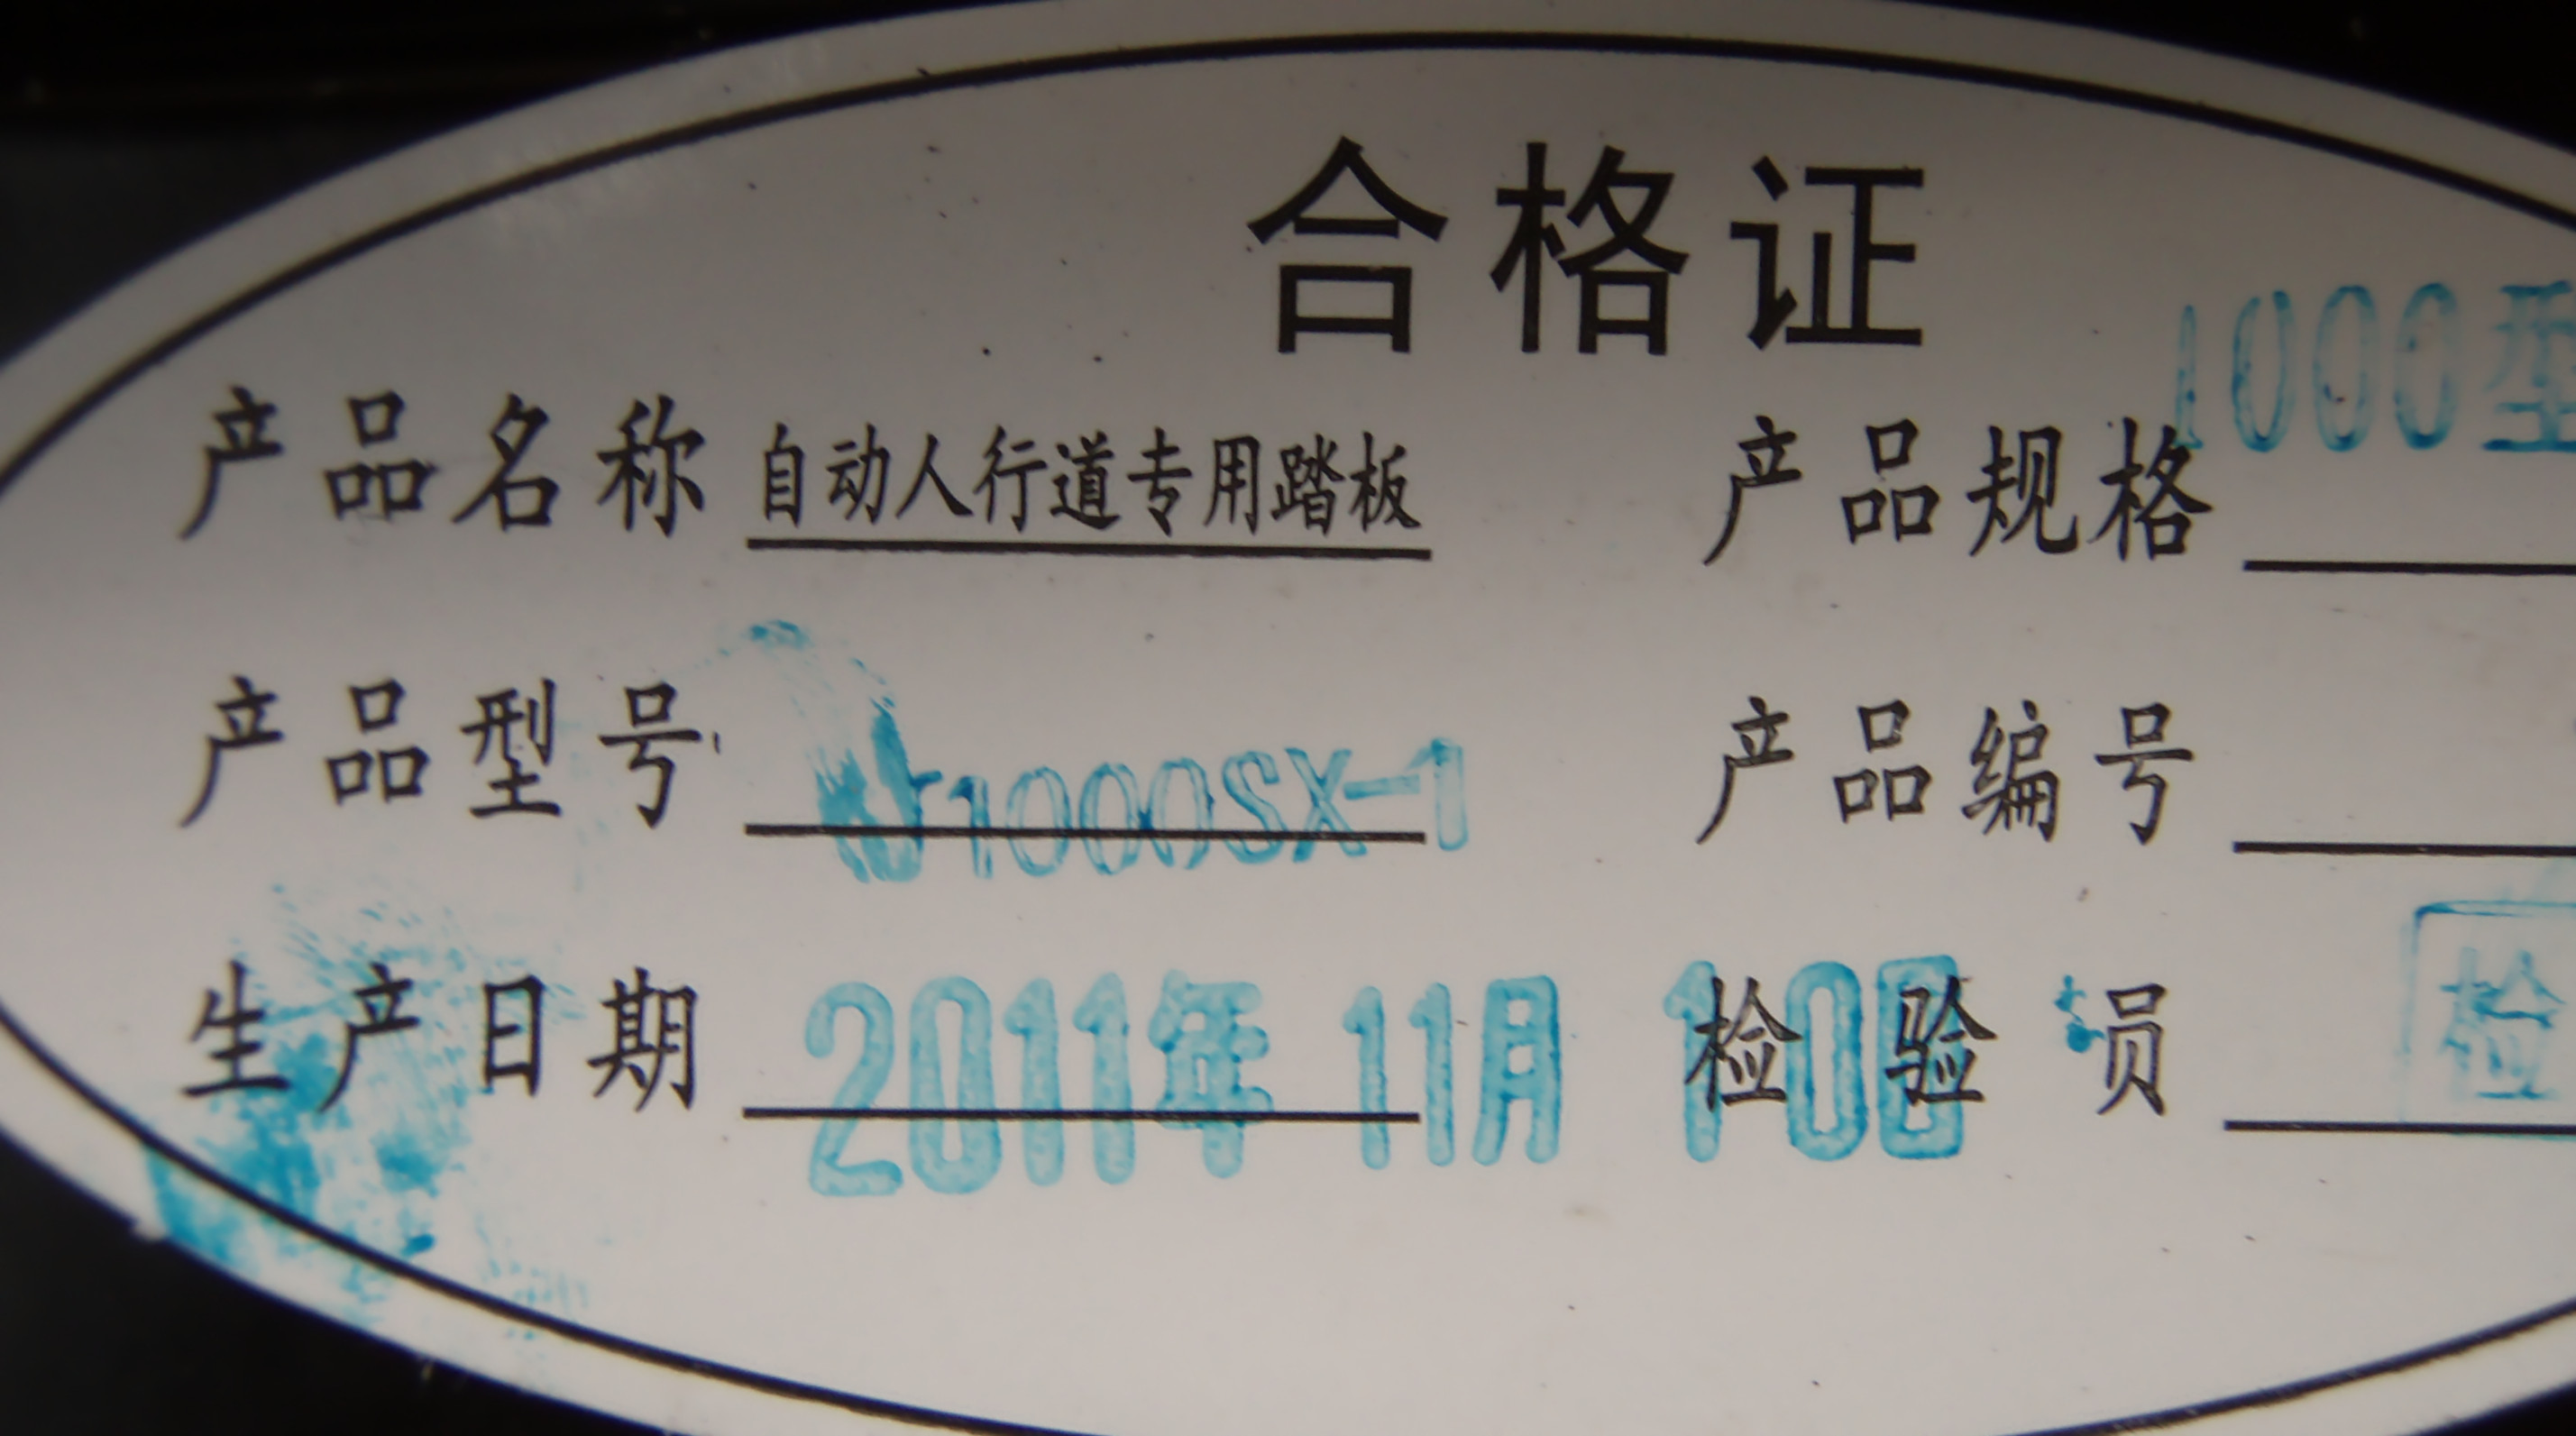 合格证
产品名称 自动人行道专用踏板 产品规格 1000型
产品型号 1000SX-1 产品编号
生产日期 2011年 11月 10日 检验员 检